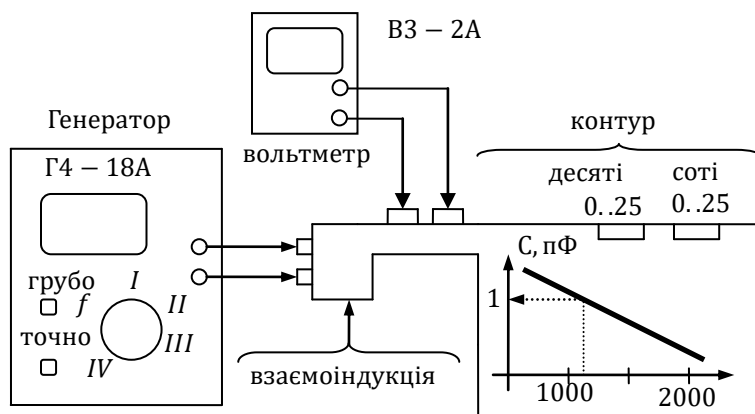 ВЗ – 2А
Генератор
вольтметр
контур
Г4 – 18А
десяті
соті
0..25
0..25
С, пФ
грубо
I
f
II
1
точно
III
IV
взаємоіндукція
1000
2000